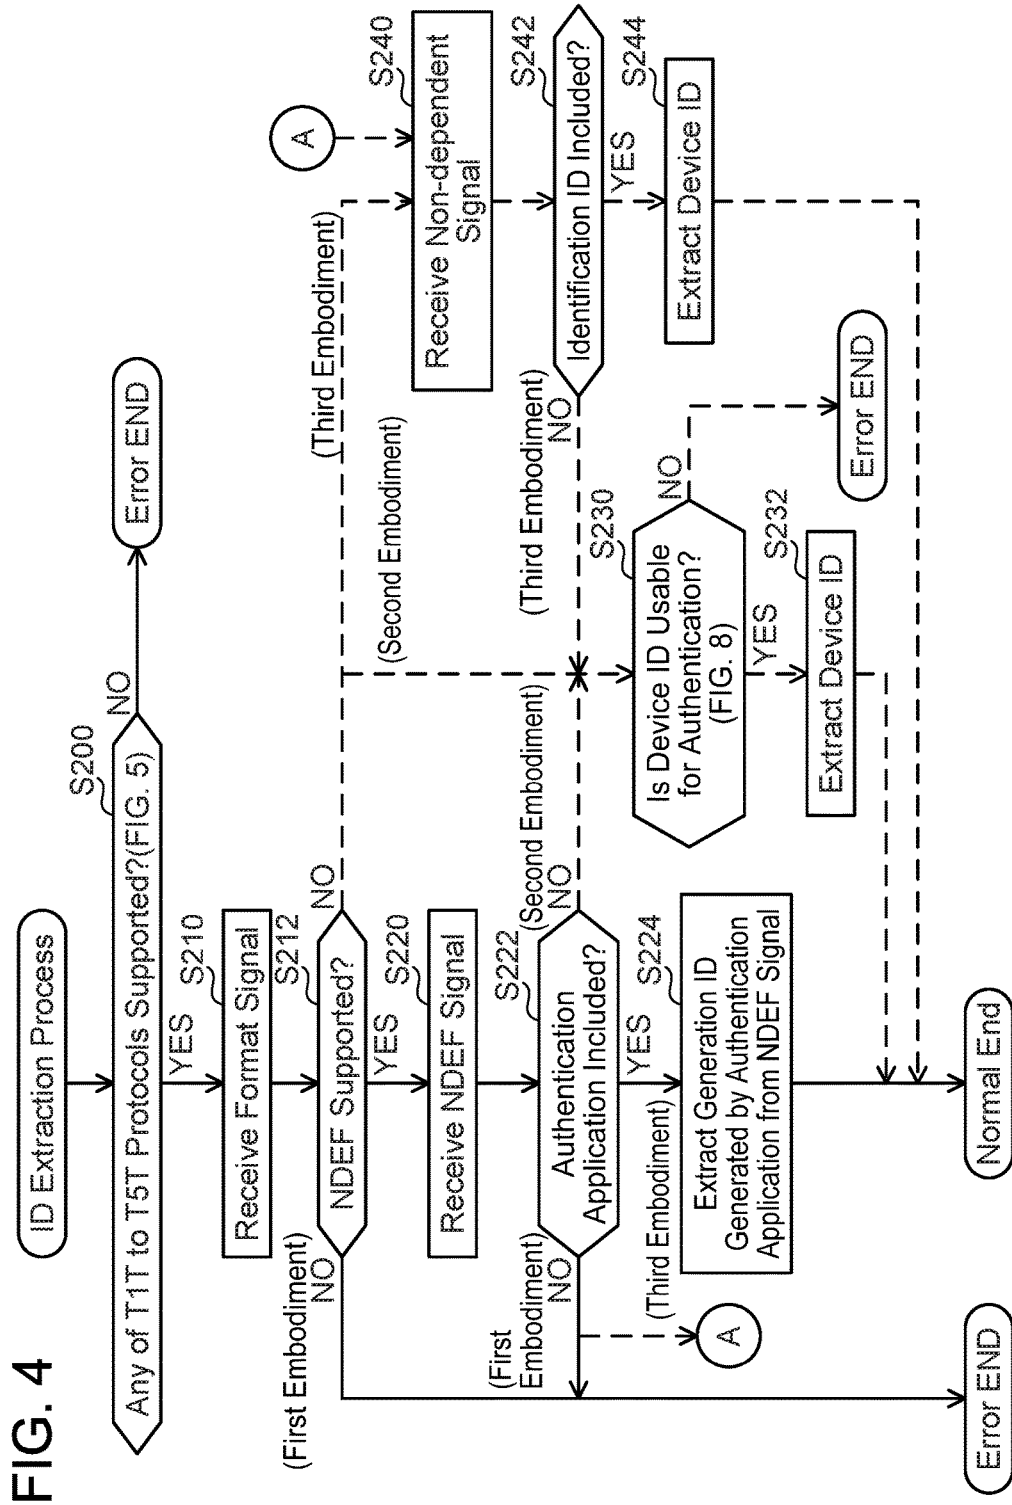 FIG. 4
ID Extraction Process
S200
Any of T1T to T5T Protocols Supported?(FIG. 5)
NO
Error END
YES
S210
Receive Format Signal
S212
NDEF Supported?
(First Embodiment)
NO
NO
(Second Embodiment)
(Third Embodiment)
YES
S220
Receive NDEF Signal
S222
Authentication
Application Included?
(First
Embodiment)
NO
(Second Embodiment)
NO
(Third Embodiment)
A
YES
S224
Extract Generation ID
Generated by Authentication
Application from NDEF Signal
A
S240
Receive Non-dependent
Signal
S242
Identification ID Included?
(Third Embodiment)
NO
YES
S244
Extract Device ID
S230
Is Device ID Usable
for Authentication?
(FIG. 8)
NO
Error END
YES
S232
Extract Device ID
Error END
Normal End